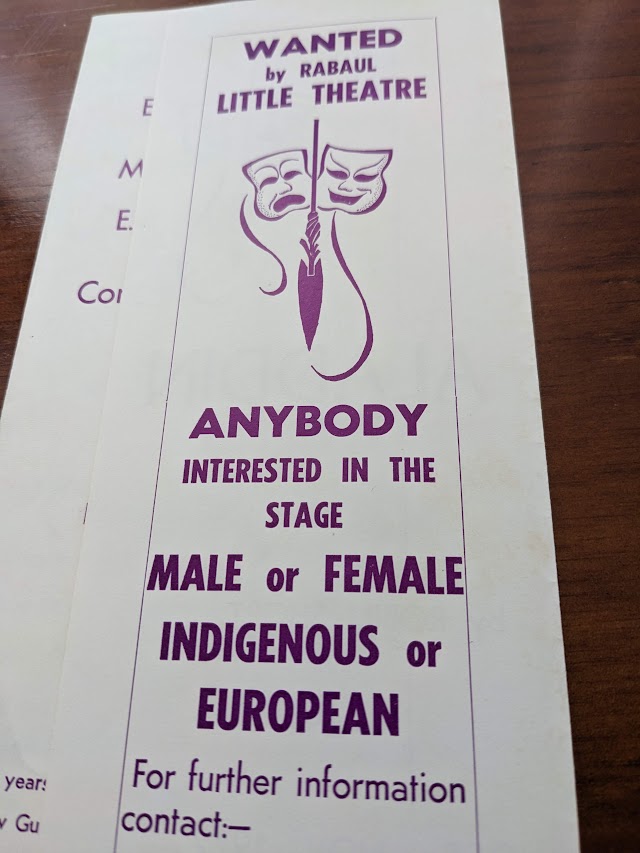 WANTED
by RABAUL
LITTLE THEATRE
ANYBODY
INTERESTED IN THE
STAGE
MALE or FEMALE
INDIGENOUS or
EUROPEAN
For further information
contact:—
E
M
E.